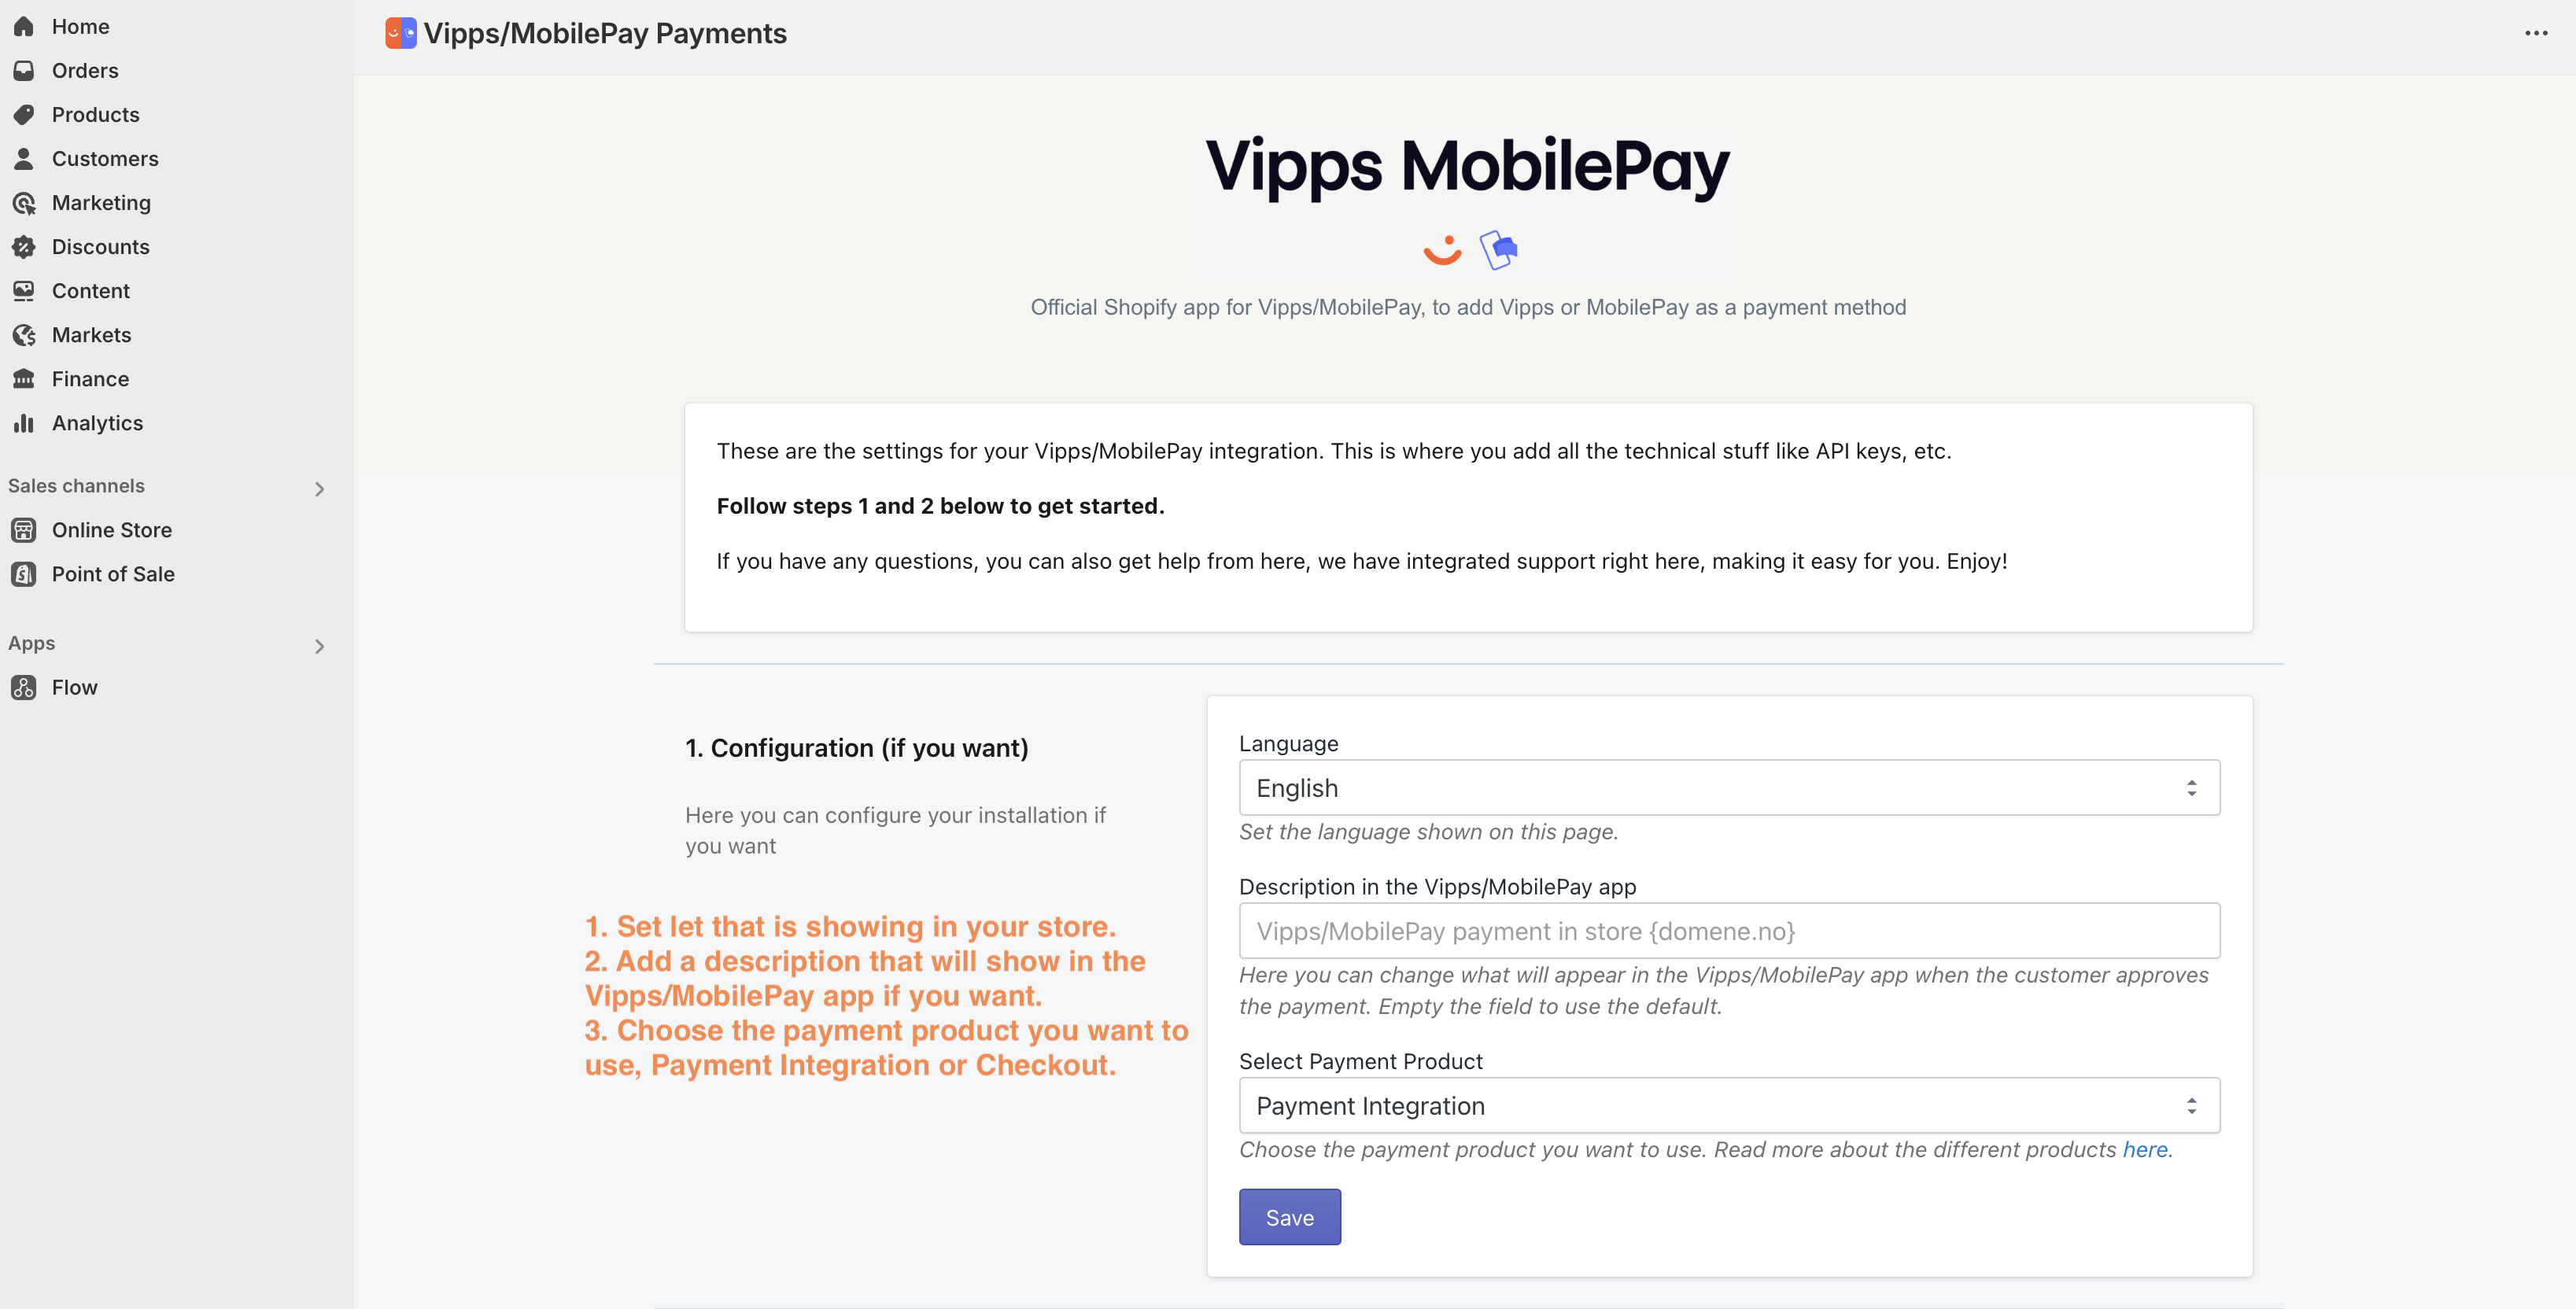 Home
Orders
Products
Customers
Marketing
Discounts
Content
Markets
Finance
Analytics
Sales channels
Online Store
Point of Sale
Apps
Flow
Vipps/MobilePay Payments
Vipps MobilePay
Official Shopify app for Vipps/MobilePay, to add Vipps or MobilePay as a payment method
These are the settings for your Vipps/MobilePay integration. This is where you add all the technical stuff like API keys, etc.
Follow steps 1 and 2 below to get started.
If you have any questions, you can also get help from here, we have integrated support right here, making it easy for you. Enjoy!
1. Configuration (if you want)
Here you can configure your installation if
you want
1. Set let that is showing in your store.
2. Add a description that will show in the
Vipps/MobilePay app if you want.
3. Choose the payment product you want to
use, Payment Integration or Checkout.
Language
English
Set the language shown on this page.
Description in the Vipps/MobilePay app
Vipps/MobilePay payment in store {domene.no}
Here you can change what will appear in the Vipps/MobilePay app when the customer approves
the payment. Empty the field to use the default.
Select Payment Product
Payment Integration
Choose the payment product you want to use. Read more about the different products here.
Save